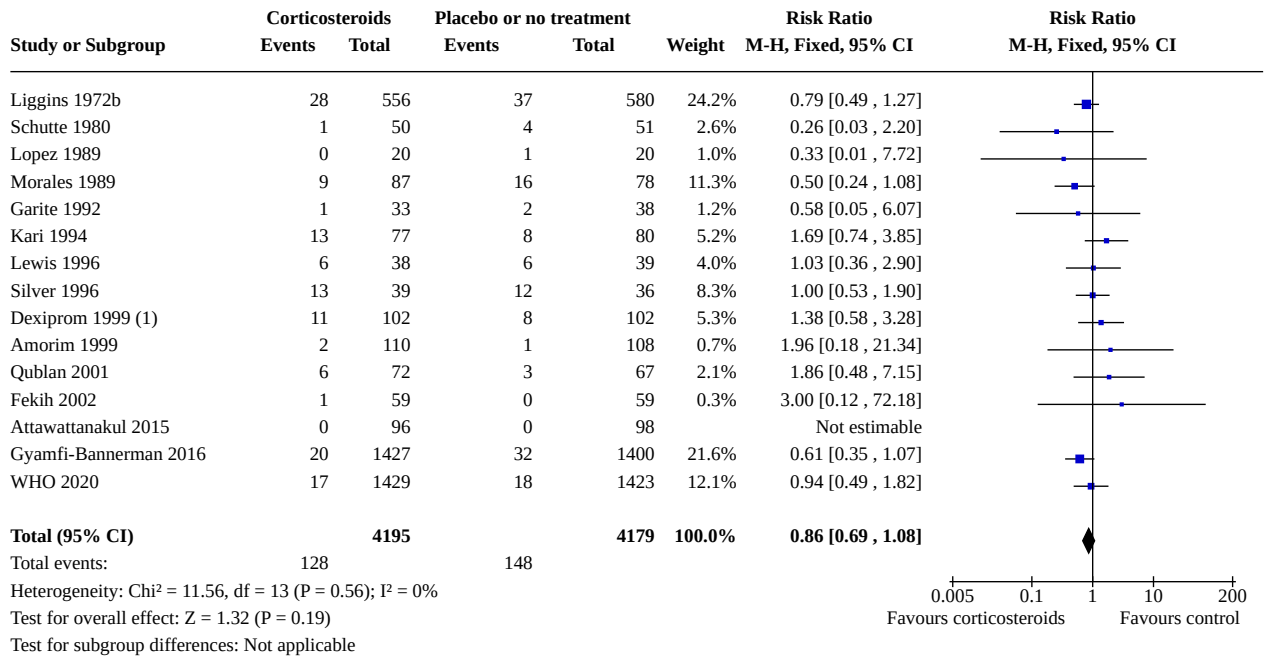 Corticosteroids Placebo or no treatment Risk Ratio Risk Ratio
Study or Subgroup Events Total Events Total Weight M-H, Fixed, 95% CI M-H, Fixed, 95% CI
Liggins 1972b 28 556 37 580 24.2% 0.79 [0.49 , 1.27]
Schutte 1980 1 50 4 51 2.6% 0.26 [0.03 , 2.20]
Lopez 1989 0 20 1 20 1.0% 0.33 [0.01 , 7.72]
Morales 1989 9 87 16 78 11.3% 0.50 [0.24 , 1.08]
Garite 1992 1 33 2 38 1.2% 0.58 [0.05 , 6.07]
Kari 1994 13 77 8 80 5.2% 1.69 [0.74 , 3.85]
Lewis 1996 6 38 6 39 4.0% 1.03 [0.36 , 2.90]
Silver 1996 13 39 12 36 8.3% 1.00 [0.53 , 1.90]
Dexiprom 1999 (1) 11 102 8 102 5.3% 1.38 [0.58 , 3.28]
Amorim 1999 2 110 1 108 0.7% 1.96 [0.18 , 21.34]
Qublan 2001 6 72 3 67 2.1% 1.86 [0.48 , 7.15]
Fekih 2002 1 59 0 59 0.3% 3.00 [0.12 , 72.18]
Attawattanakul 2015 0 96 0 98 Not estimable
Gyamfi-Bannerman 2016 20 1427 32 1400 21.6% 0.61 [0.35 , 1.07]
WHO 2020 17 1429 18 1423 12.1% 0.94 [0.49 , 1.82]
Total (95% CI) 4195 4179 100.0% 0.86 [0.69 , 1.08]
Total events: 128 148
Heterogeneity: Chi² = 11.56, df = 13 (P = 0.56); I² = 0%
0.005 0.1 1 10 200
Test for overall effect: Z = 1.32 (P = 0.19)
Favours corticosteroids Favours control
Test for subgroup differences: Not applicable